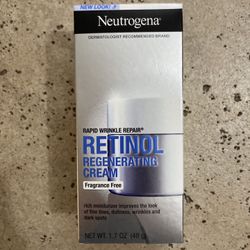 NEW LOOK!
Neutrogena®
DERMATOLOGIST RECOMMENDED BRAND
RAPID WRINKLE REPAIR®
RETINOL
REGENERATING
CREAM
Fragrance Free
Rich moisturizer improves the look
of fine lines, dullness, wrinkles and
dark spots
NET WT. 1.7 OZ (48 g)